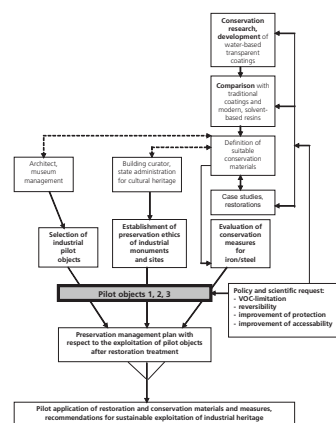 Conservation
research,
development of
water-based
transparent
coatings
Comparison with
traditional
coatings and
modern, solvent-
based resins
Architect,
museum
management
Building curator,
state administration
for cultural heritage
Definition of
suitable
conservation
materials
Case studies,
restorations
Selection of
industrial
pilot
objects
Establishment of
preservation ethics
of industrial
monuments
and sites
Evaluation of
conservation
measures
for
iron/steel
Pilot objects 1, 2, 3
Policy and scientific request:
- VOC-limitation
- reversibility
- improvement of protection
- improvement of accessability
Preservation management plan with
respect to the exploitation of pilot objects
after restoration treatment
Pilot application of restoration and conservation materials and measures,
recommendations for sustainable exploitation of industrial heritage